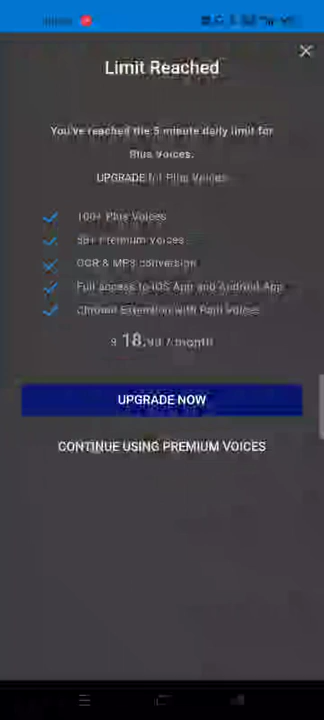 Limit Reached
You've reached the 5 minute daily limit for
Plus Voices.
UPGRADE for Plus Voices
100+ Plus Voices
Premium Voices
OCR & MP3 conversion
Full access to iOS App and Android App
Chrome Extension with Voices
18. / month
UPGRADE NOW
CONTINUE USING PREMIUM VOICES